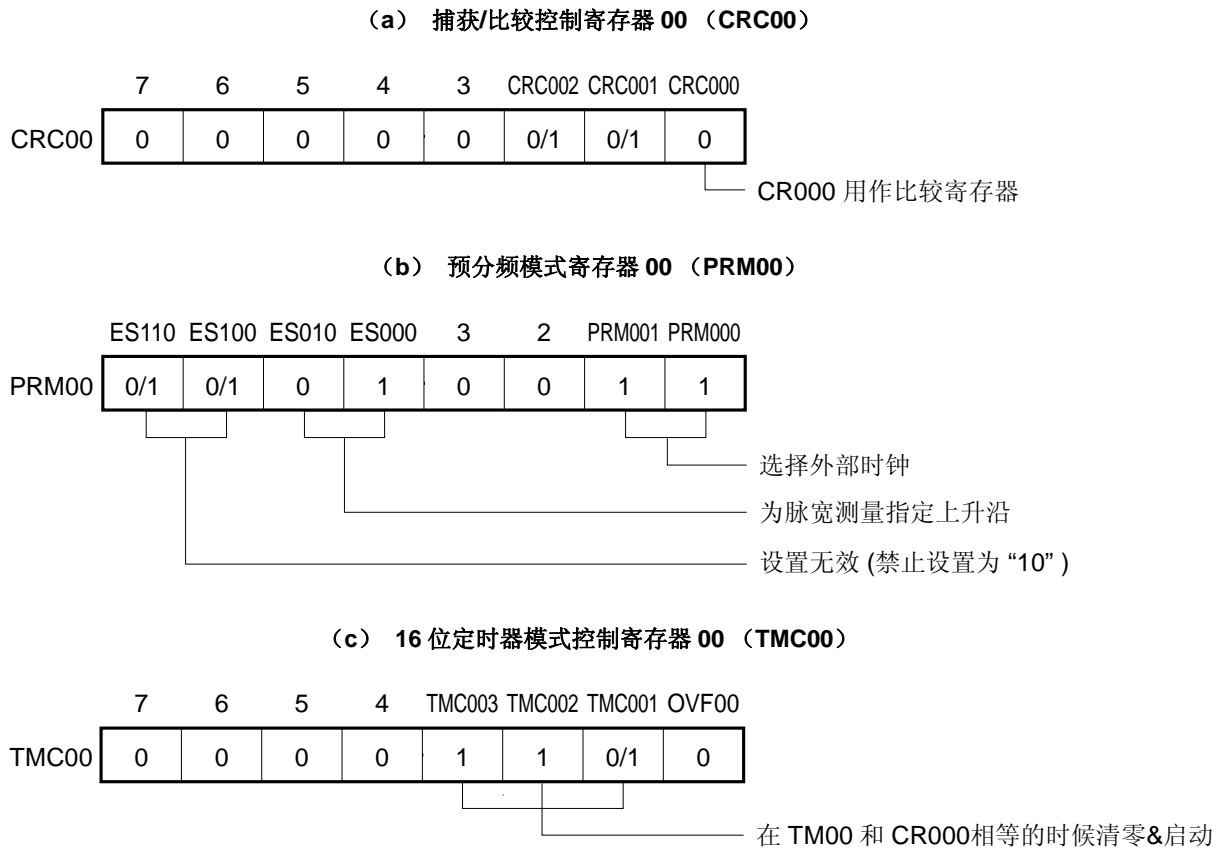 （a） 捕获/比较控制寄存器 00 （CRC00）
7 6 5 4 3 CRC002 CRC001 CRC000
CRC00 0 0 0 0 0 0/1 0/1 0
CR000 用作比较寄存器
（b） 预分频模式寄存器 00 （PRM00）
ES110 ES100 ES010 ES000 3 2 PRM001 PRM000
PRM00 0/1 0/1 0 1 0 0 1 1
选择外部时钟
为脉宽测量指定上升沿
设置无效 (禁止设置为 “10” )
（c） 16 位定时器模式控制寄存器 00 （TMC00）
7 6 5 4 TMC003 TMC002 TMC001 OVF00
TMC00 0 0 0 0 1 1 0/1 0
在 TM00 和 CR000相等的时候清零&启动